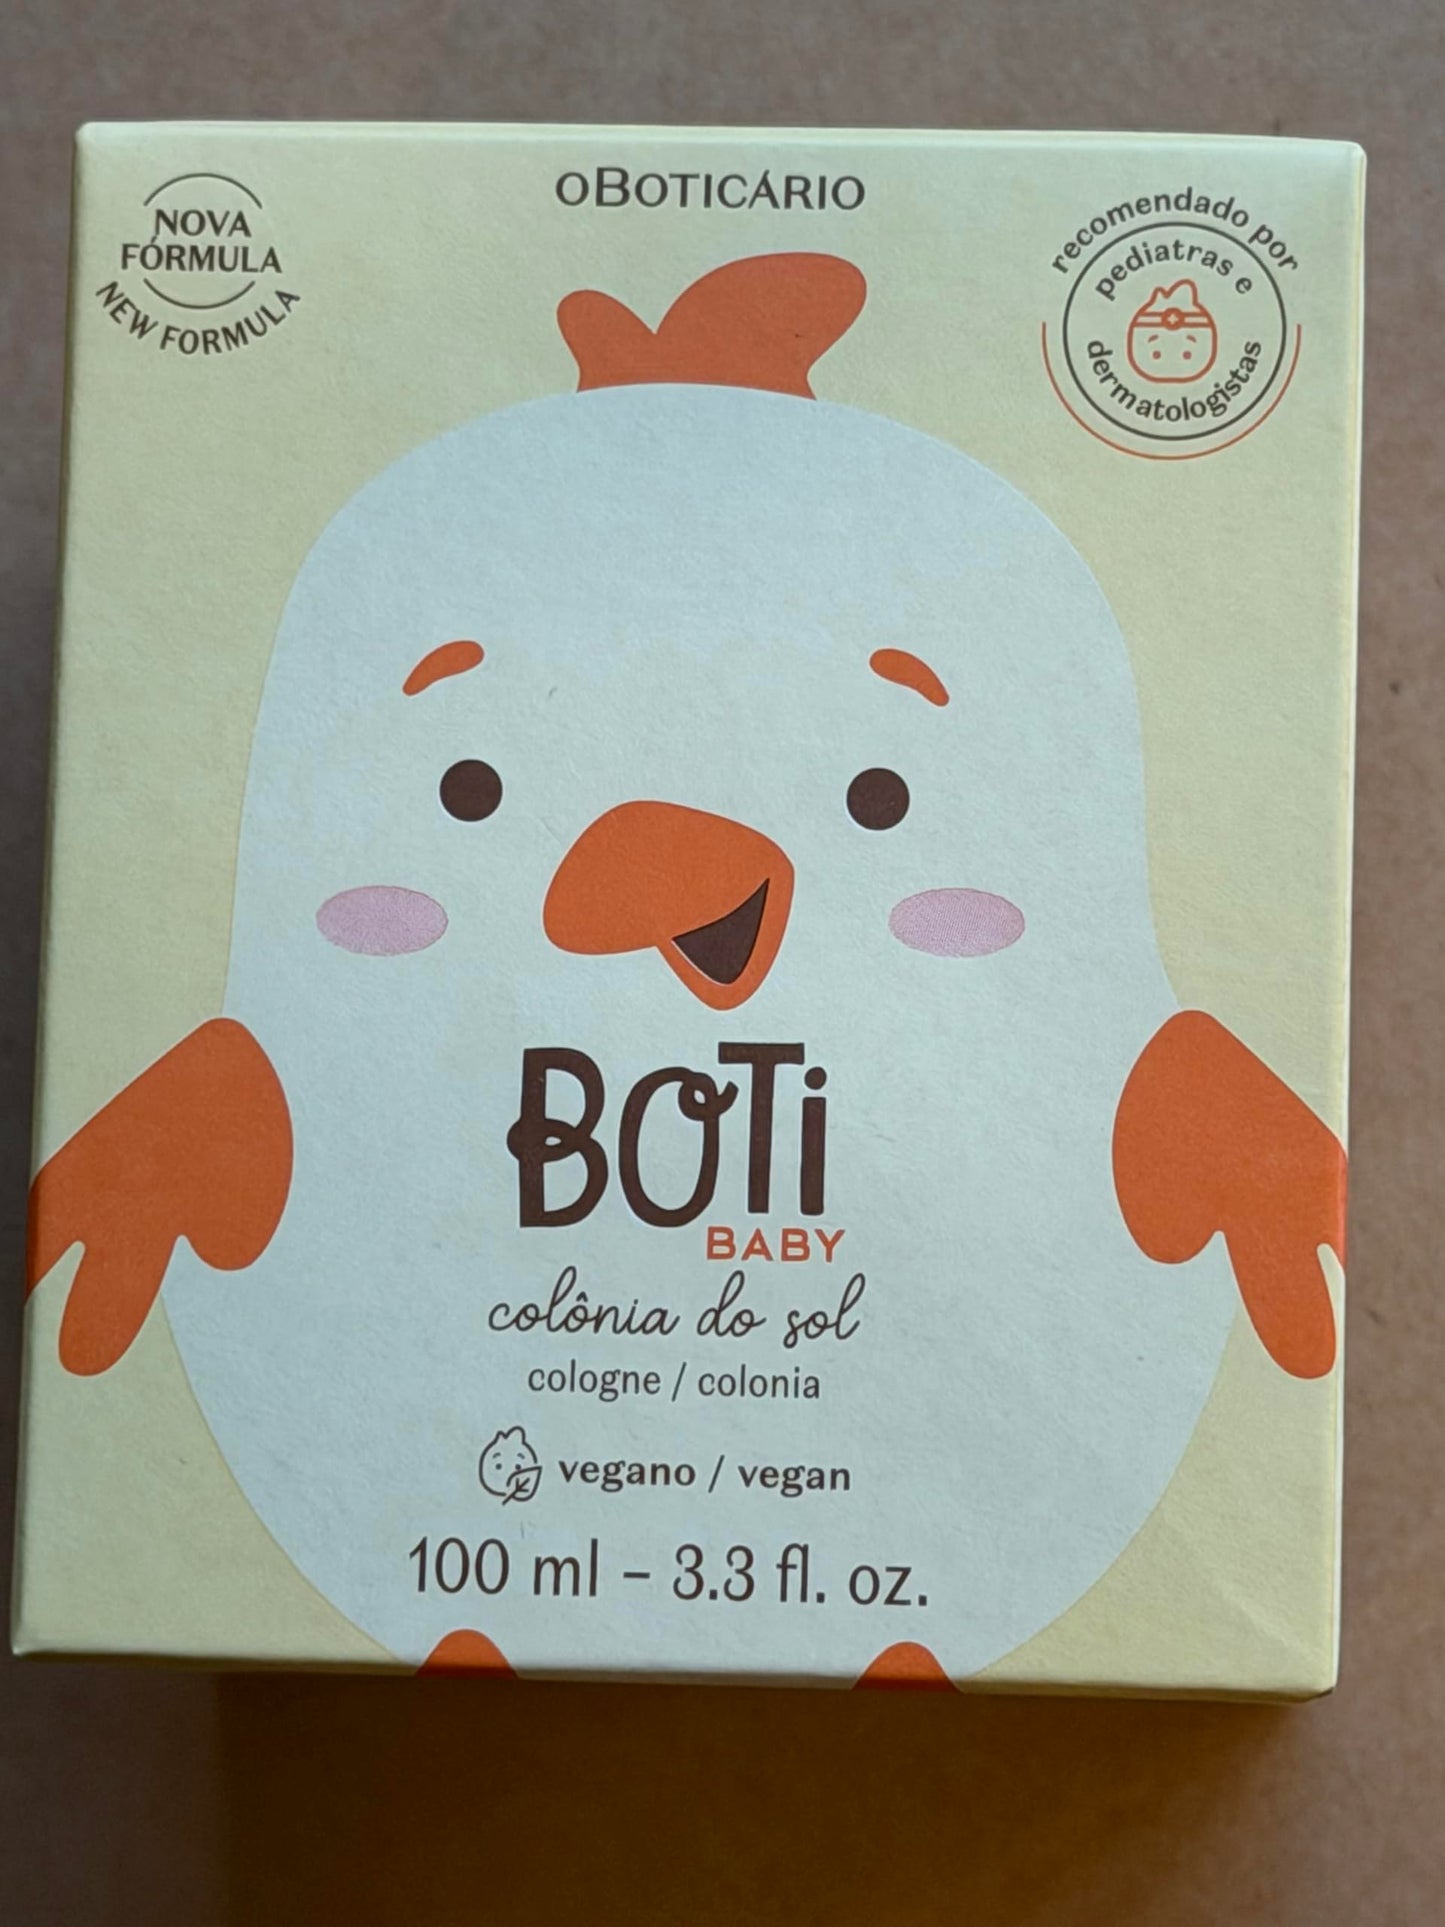 oBOTICÁRIO
NOVA
FÓRMULA
NEW FORMULA
recomendado por
pediatras e
dermatologistas
BOTi
BABY
colônia do sol
cologne / colonia
vegano / vegan
100 ml – 3.3 fl. oz.